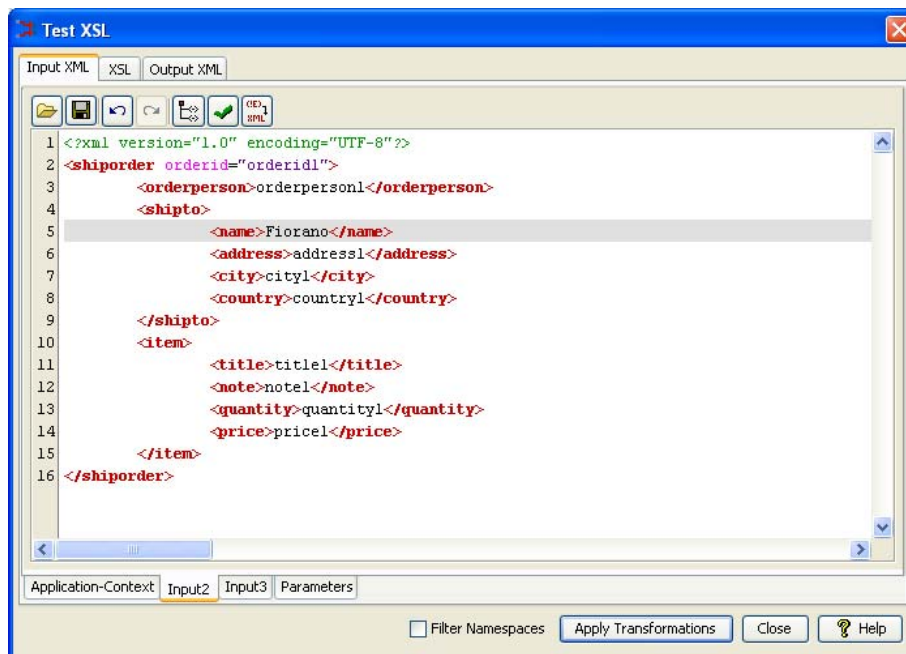 Test XSL
Input XML XSL Output XML
1 <?xml version="1.0" encoding="UTF-8"?>
2 <shiporder orderid="orderid1">
3 <orderperson>orderperson1</orderperson>
4 <shipto>
5 <name>Fiorano</name>
6 <address>address1</address>
7 <city>city1</city>
8 <country>country1</country>
9 </shipto>
10 <item>
11 <title>title1</title>
12 <note>note1</note>
13 <quantity>quantity1</quantity>
14 <price>price1</price>
15 </item>
16 </shiporder>
Application-Context Input2 Input3 Parameters
Filter Namespaces Apply Transformations Close ? Help